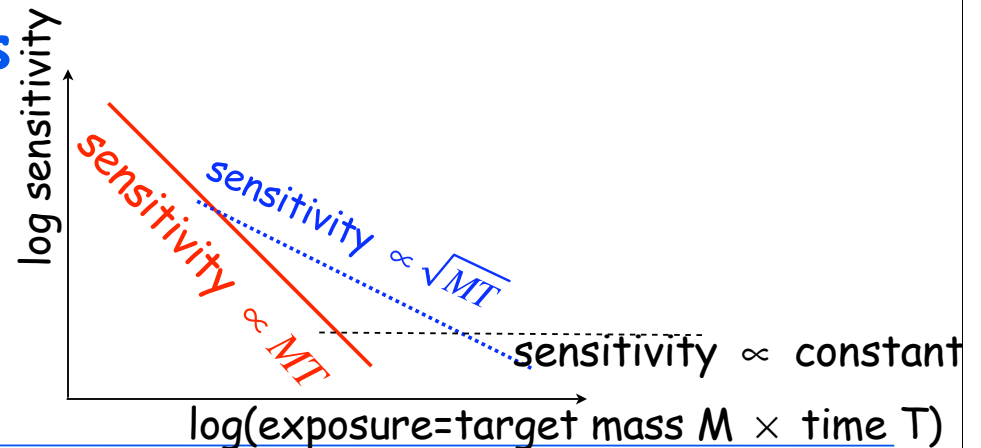 s
log sensitivity
sensitivity ∝ MT
sensitivity ∝ √MT
sensitivity ∝ constant
log(exposure=target mass M × time T)